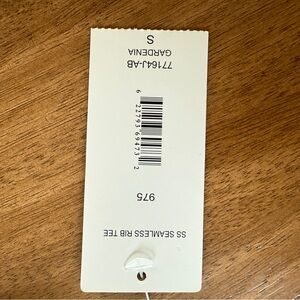 SS SEAMLESS RIB TEE
975
6 22793 69473 2
77164J-AB
GARDENIA
S